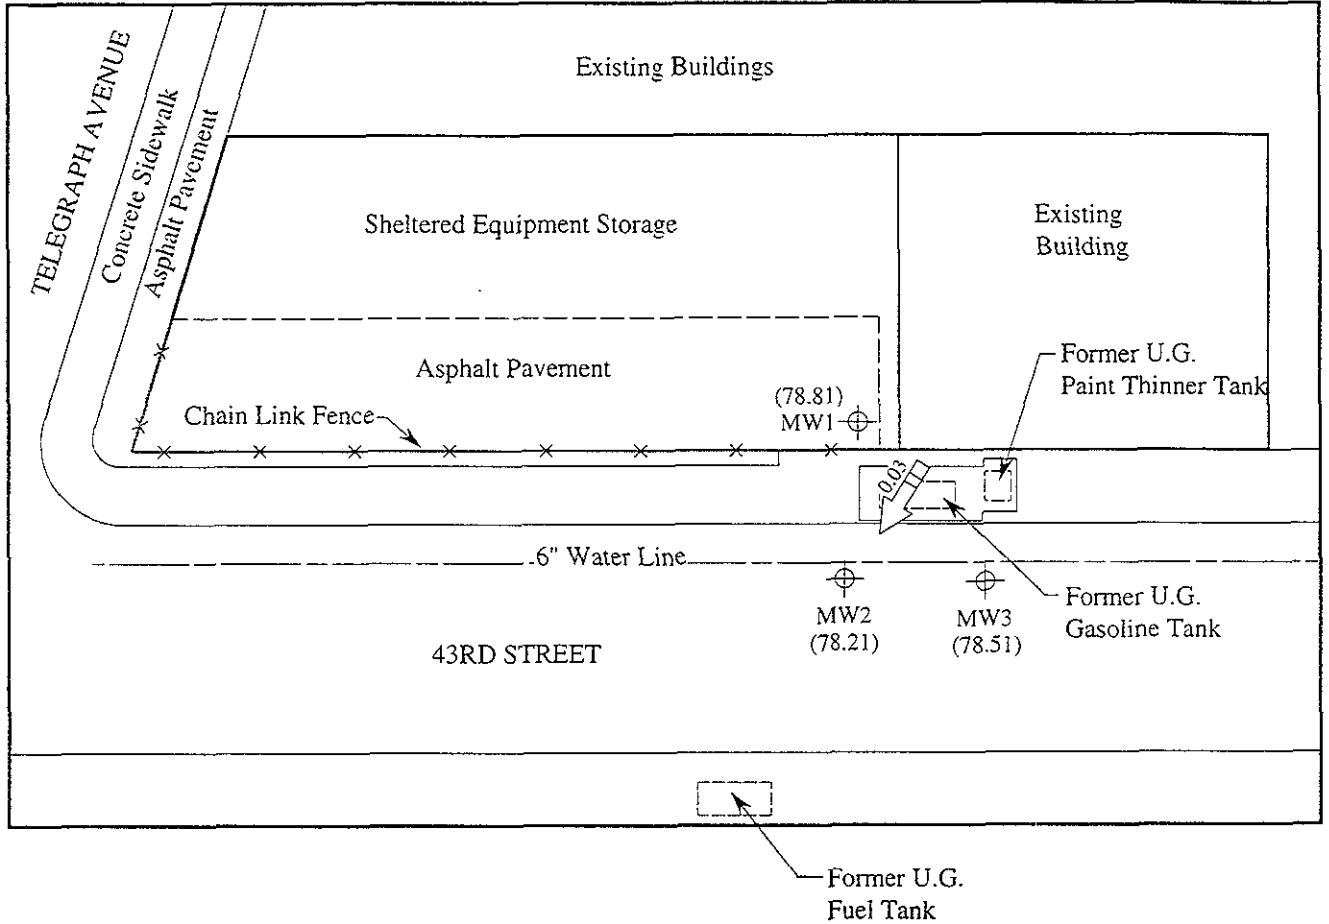 Existing Buildings
TELEGRAPH AVENUE
Concrete Sidewalk
Asphalt Pavement
Sheltered Equipment Storage
Existing
Building
Asphalt Pavement
Former U.G.
Paint Thinner Tank
(78.81)
MW1
Chain Link Fence
0.03
6" Water Line
MW2
(78.21)
MW3
(78.51)
Former U.G.
Gasoline Tank
43RD STREET
Former U.G.
Fuel Tank